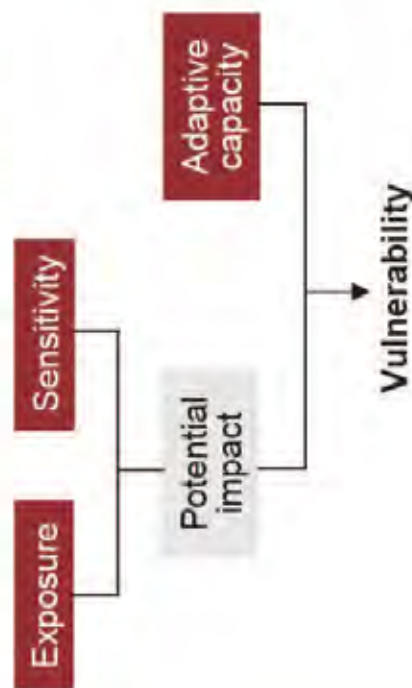 Exposure
Sensitivity
Potential
impact
Adaptive
capacity
Vulnerability